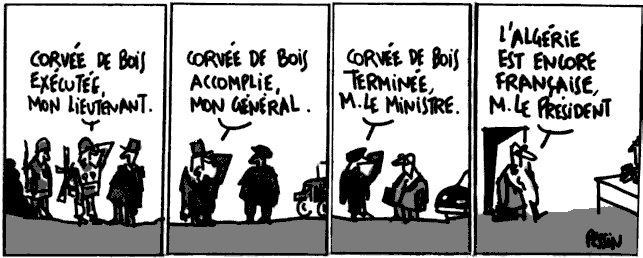 CORVÉE DE BOIS
EXÉCUTÉE,
MON LIEUTENANT.
CORVÉE DE BOIS
ACCOMPLIE,
MON GÉNÉRAL.
CORVÉE DE BOIS
TERMINÉE,
M. LE MINISTRE.
L'ALGÉRIE
EST ENCORE
FRANÇAISE,
M. LE PRÉSIDENT
PESSIN